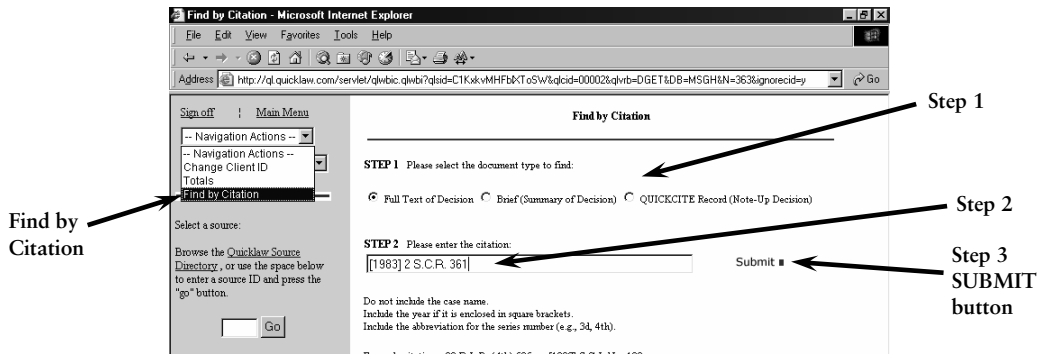 Find by Citation - Microsoft Internet Explorer
File Edit View Favorites Tools Help
Address http://ql.quicklaw.com/servlet/qlwbic.qlwbi?qlsid=C1KxkvMHFbIXToSW&qlcid=00002&qlvrb=DGET&DB=MSGH&N=363&ignorecid=y Go
Sign off ¦ Main Menu
-- Navigation Actions --
-- Navigation Actions --
Change Client ID
Totals
Find by Citation
Select a source:
Browse the Quicklaw Source
Directory , or use the space below
to enter a source ID and press the
"go" button.
Go
Find by Citation
STEP 1 Please select the document type to find:
Full Text of Decision Brief (Summary of Decision) QUICKCITE Record (Note-Up Decision)
STEP 2 Please enter the citation:
[1983] 2 S.C.R. 361
Submit
Do not include the case name.
Include the year if it is enclosed in square brackets.
Include the abbreviation for the series number (e.g., 3d, 4th).
Find by
Citation
Step 1
Step 2
Step 3
SUBMIT
button